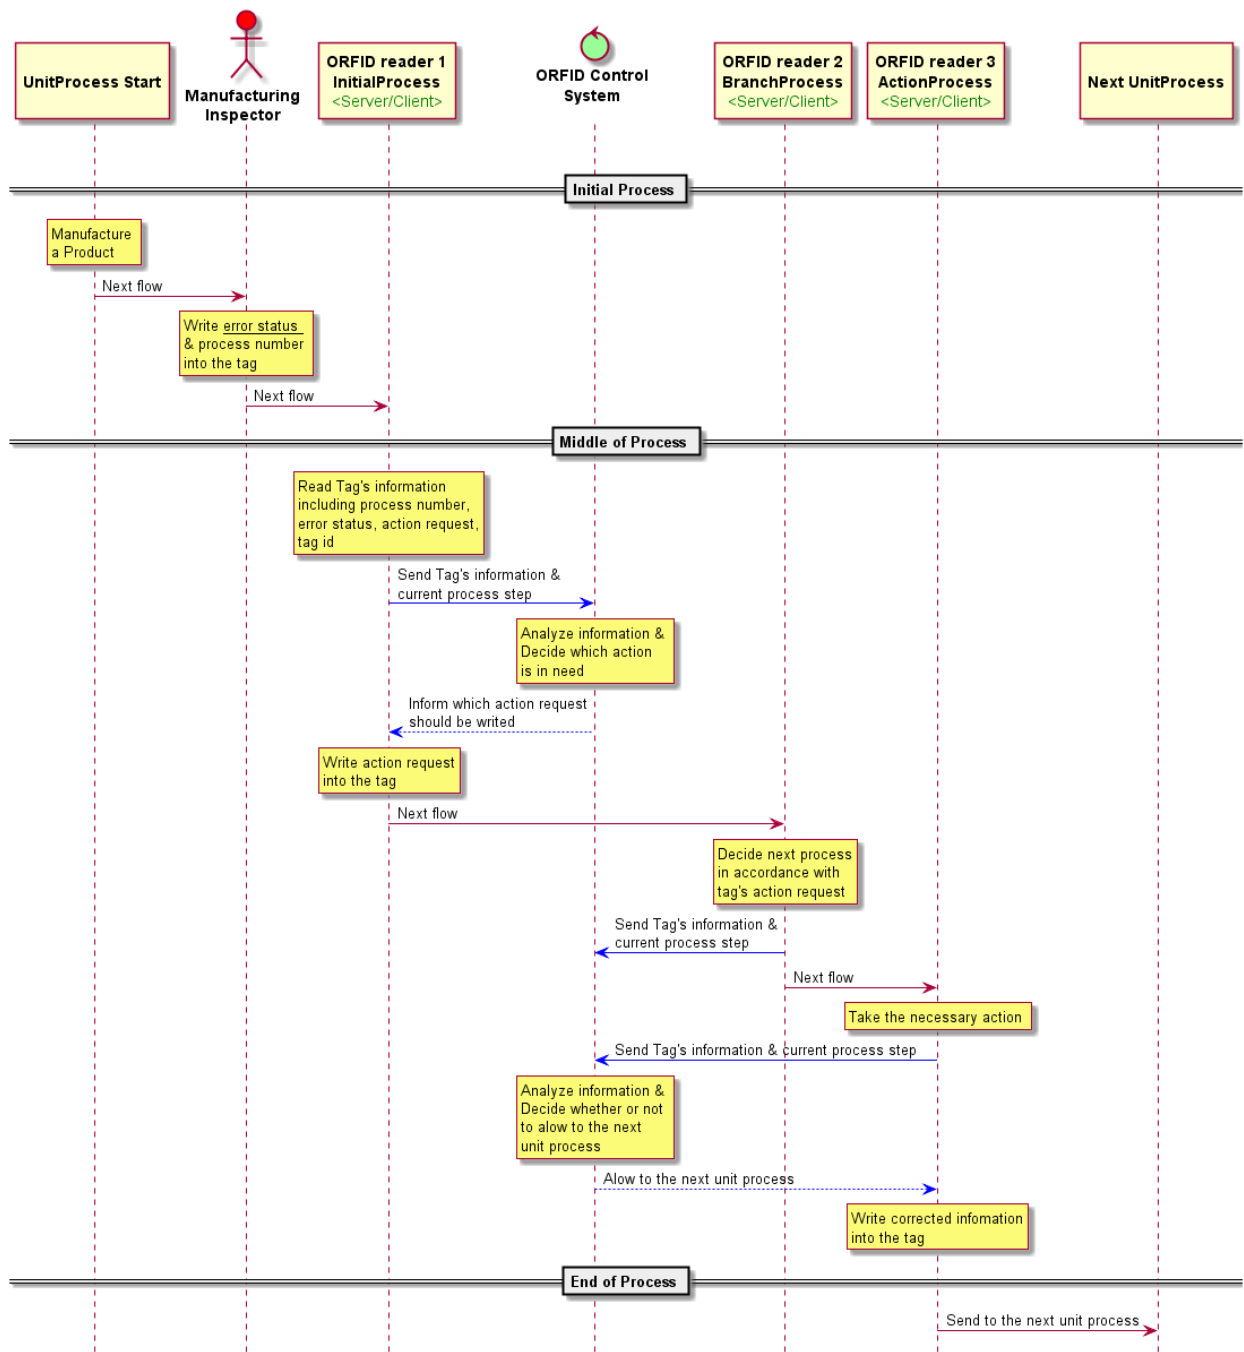 UnitProcess Start
Manufacturing
Inspector
ORFID reader 1
InitialProcess
<Server/Client>
ORFID Control
System
ORFID reader 2
BranchProcess
<Server/Client>
ORFID reader 3
ActionProcess
<Server/Client>
Next UnitProcess
Initial Process
Manufacture
a Product
Next flow
Write error status
& process number
into the tag
Next flow
Middle of Process
Read Tag's information
including process number,
error status, action request,
tag id
Send Tag's information &
current process step
Analyze information &
Decide which action
is in need
Inform which action request
should be writed
Write action request
into the tag
Next flow
Decide next process
in accordance with
tag's action request
Send Tag's information &
current process step
Next flow
Take the necessary action
Send Tag's information & current process step
Analyze information &
Decide whether or not
to alow to the next
unit process
Alow to the next unit process
Write corrected infomation
into the tag
End of Process
Send to the next unit process